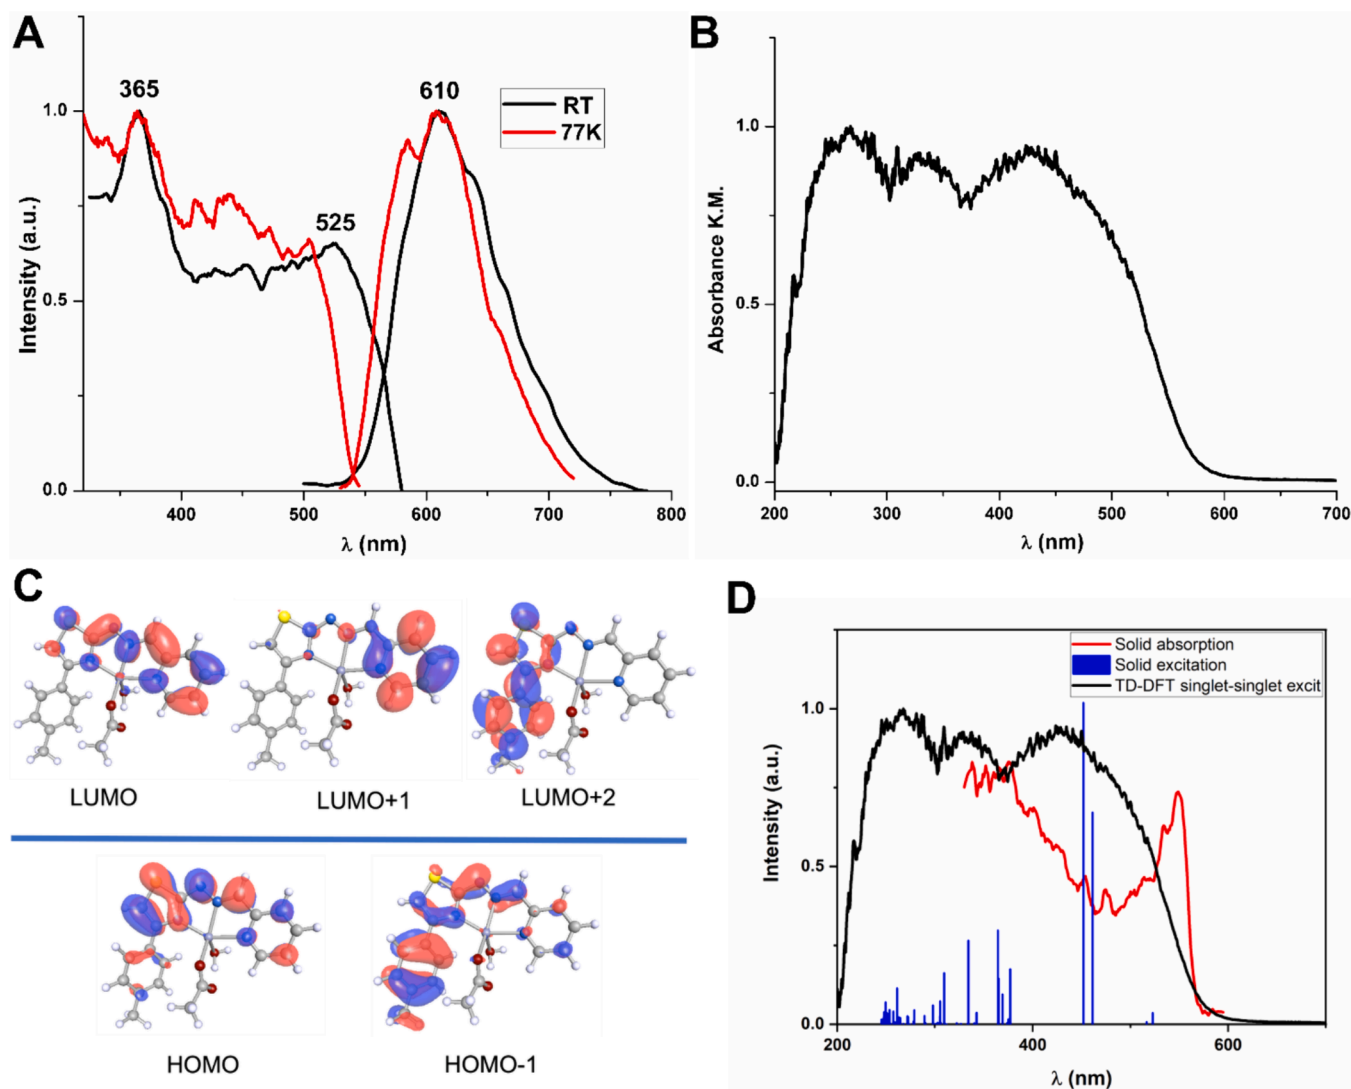 A
365
610
RT
77K
525
1.0
0.5
0.0
Intensity (a.u.)
400
500
600
700
800
λ (nm)
B
1.0
0.5
0.0
Absorbance K.M.
200
300
400
500
600
700
λ (nm)
C
LUMO
LUMO+1
LUMO+2
HOMO
HOMO-1
D
Solid absorption
Solid excitation
TD-DFT singlet-singlet excit
1.0
0.5
0.0
Intensity (a.u.)
200
400
600
λ (nm)